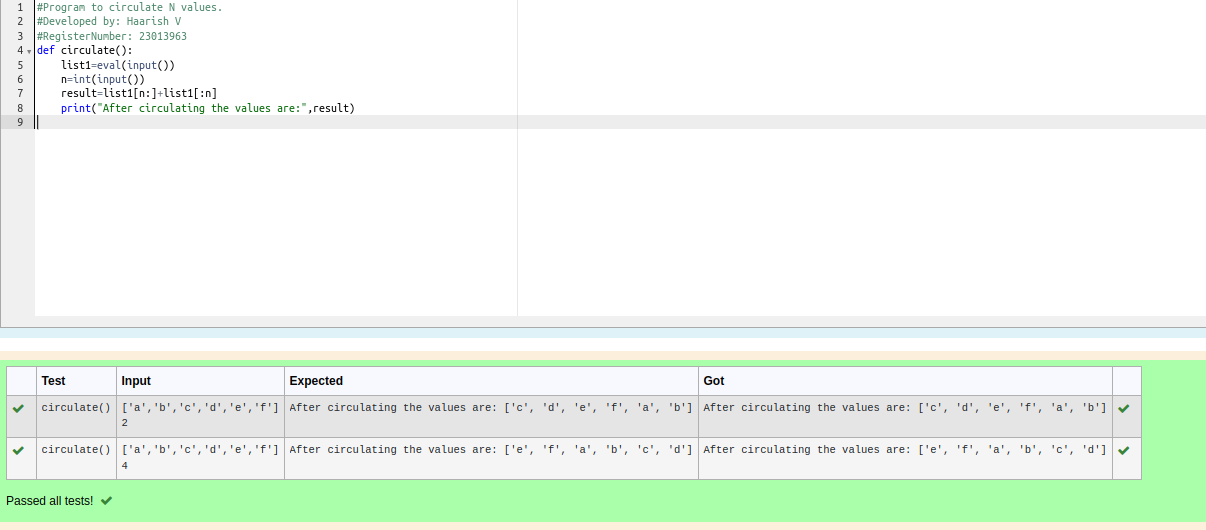 1 #Program to circulate N values.
2 #Developed by: Haarish V
3 #RegisterNumber: 23013963
4 def circulate():
5     list1=eval(input())
6     n=int(input())
7     result=list1[n:]+list1[:n]
8     print("After circulating the values are:",result)
9
Test Input Expected Got
circulate() ['a','b','c','d','e','f'] After circulating the values are: ['c', 'd', 'e', 'f', 'a', 'b'] After circulating the values are: ['c', 'd', 'e', 'f', 'a', 'b']
2
circulate() ['a','b','c','d','e','f'] After circulating the values are: ['e', 'f', 'a', 'b', 'c', 'd'] After circulating the values are: ['e', 'f', 'a', 'b', 'c', 'd']
4
Passed all tests!